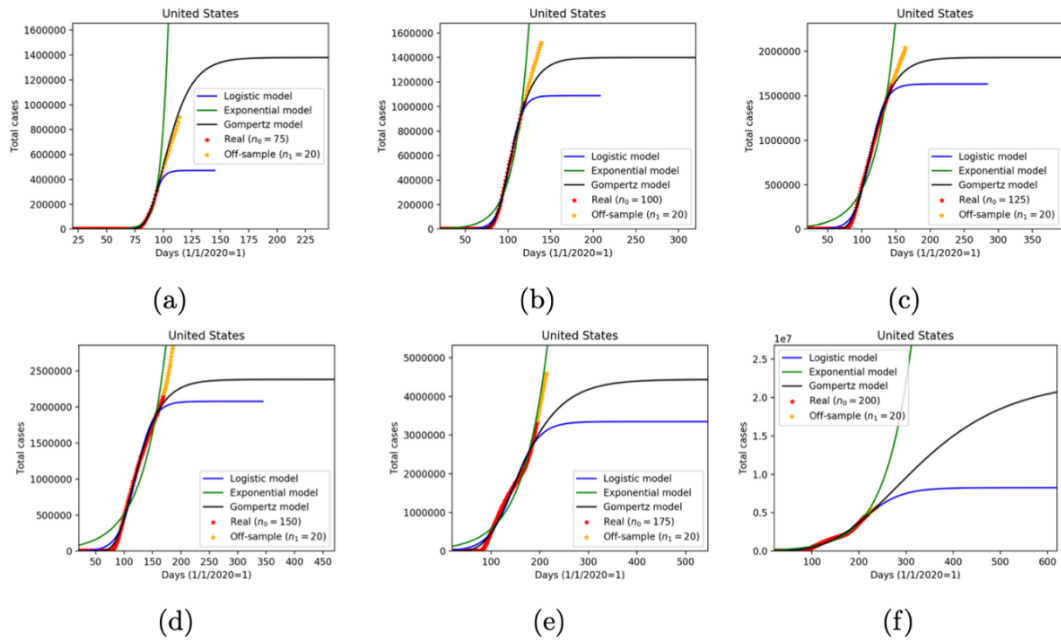 United States
1600000
1400000
1200000
1000000
800000
600000
400000
200000
0
Total cases
Logistic model
Exponential model
Gompertz model
Real (n₀ = 75)
Off-sample (n₁ = 20)
25 50 75 100 125 150 175 200 225
Days (1/1/2020=1)
(a)
United States
1600000
1400000
1200000
1000000
800000
600000
400000
200000
0
Total cases
Logistic model
Exponential model
Gompertz model
Real (n₀ = 100)
Off-sample (n₁ = 20)
50 100 150 200 250 300
Days (1/1/2020=1)
(b)
United States
2000000
1500000
1000000
500000
0
Total cases
Logistic model
Exponential model
Gompertz model
Real (n₀ = 125)
Off-sample (n₁ = 20)
50 100 150 200 250 300 350
Days (1/1/2020=1)
(c)
United States
2500000
2000000
1500000
1000000
500000
0
Total cases
Logistic model
Exponential model
Gompertz model
Real (n₀ = 150)
Off-sample (n₁ = 20)
50 100 150 200 250 300 350 400 450
Days (1/1/2020=1)
(d)
United States
5000000
4000000
3000000
2000000
1000000
0
Total cases
Logistic model
Exponential model
Gompertz model
Real (n₀ = 175)
Off-sample (n₁ = 20)
100 200 300 400 500
Days (1/1/2020=1)
(e)
United States
1e7
2.5
2.0
1.5
1.0
0.5
0.0
Total cases
Logistic model
Exponential model
Gompertz model
Real (n₀ = 200)
Off-sample (n₁ = 20)
100 200 300 400 500 600
Days (1/1/2020=1)
(f)